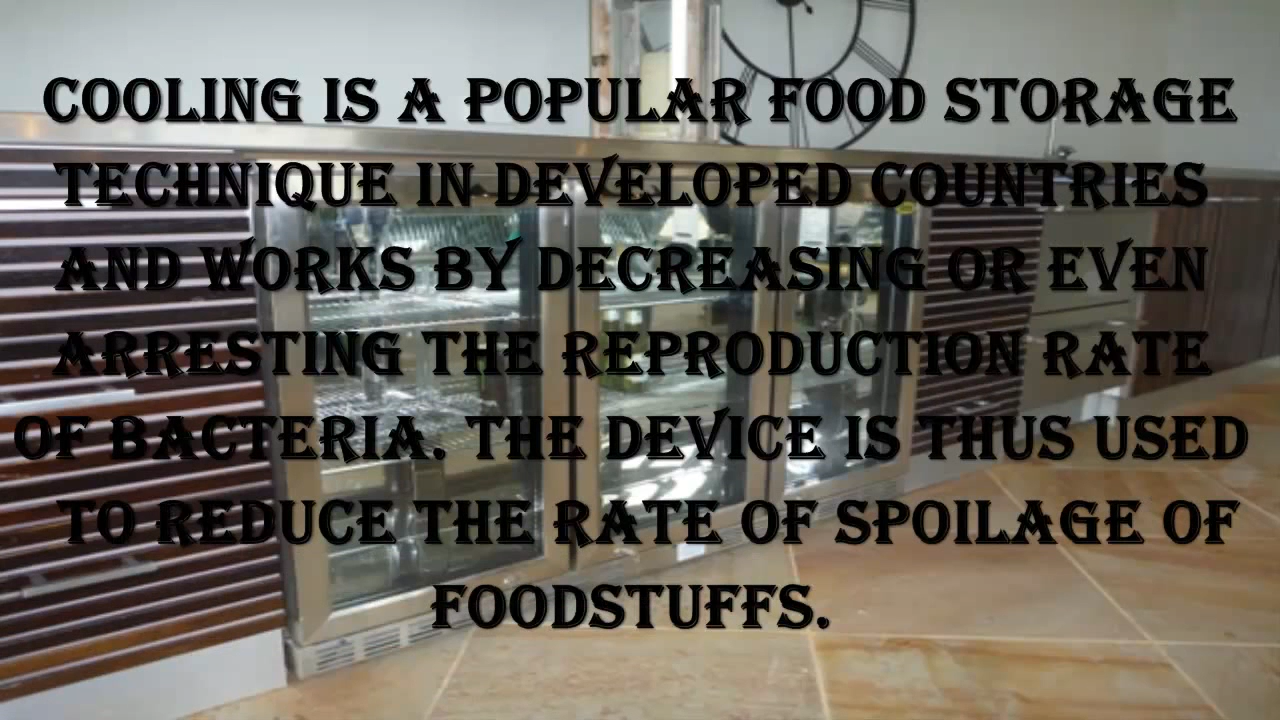 COOLING IS A POPULAR FOOD STORAGE
TECHNIQUE IN DEVELOPED COUNTRIES
AND WORKS BY DECREASING OR EVEN
ARRESTING THE REPRODUCTION RATE
OF BACTERIA. THE DEVICE IS THUS USED
TO REDUCE THE RATE OF SPOILAGE OF
FOODSTUFFS.